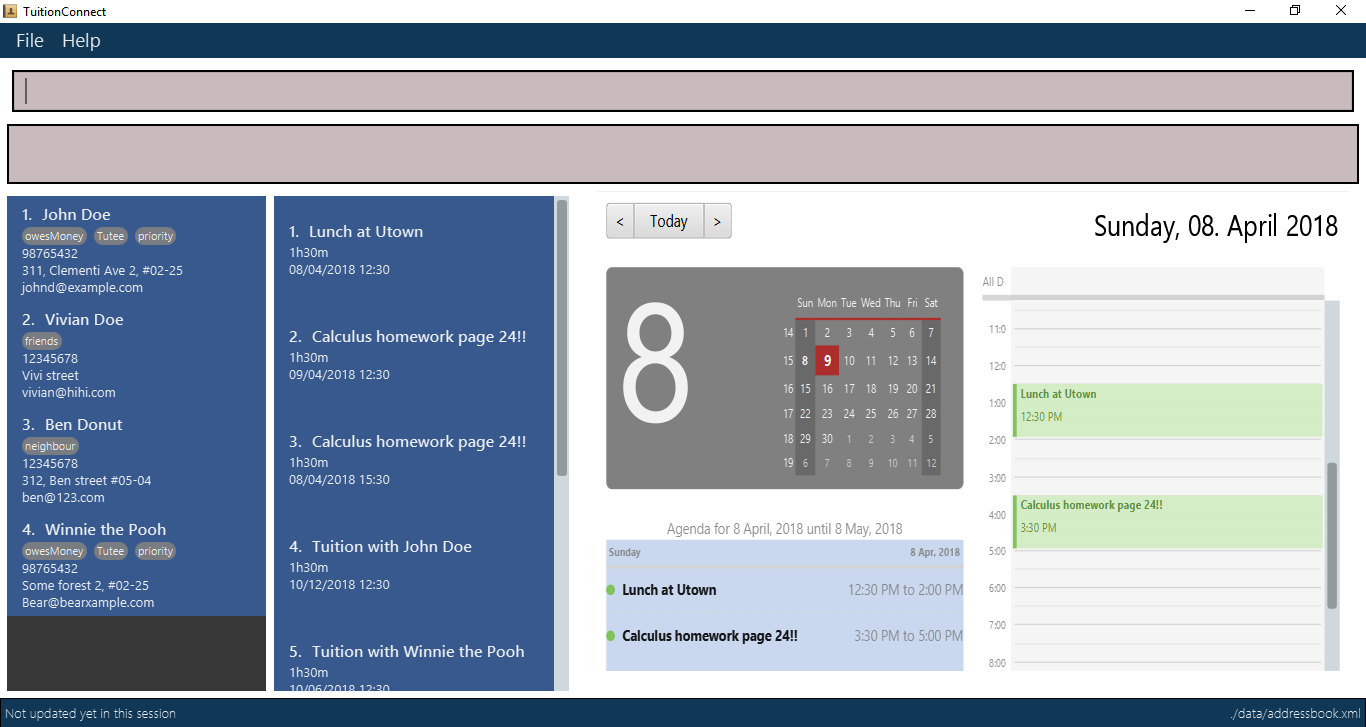 TuitionConnect
File Help
1. John Doe
owesMoney Tutee priority
98765432
311, Clementi Ave 2, #02-25
johnd@example.com
2. Vivian Doe
friends
12345678
Vivi street
vivian@hihi.com
3. Ben Donut
neighbour
12345678
312, Ben street #05-04
ben@123.com
4. Winnie the Pooh
owesMoney Tutee priority
98765432
Some forest 2, #02-25
Bear@bearxample.com
1. Lunch at Utown
1h30m
08/04/2018 12:30
2. Calculus homework page 24!!
1h30m
09/04/2018 12:30
3. Calculus homework page 24!!
1h30m
08/04/2018 15:30
4. Tuition with John Doe
1h30m
10/12/2018 12:30
5. Tuition with Winnie the Pooh
1h30m
10/06/2018 12:30
< Today >
Sunday, 08. April 2018
8
Sun Mon Tue Wed Thu Fri Sat
14 1 2 3 4 5 6 7
15 8 9 10 11 12 13 14
16 15 16 17 18 19 20 21
17 22 23 24 25 26 27 28
18 29 30 1 2 3 4 5
19 6 7 8 9 10 11 12
Agenda for 8 April, 2018 until 8 May, 2018
Sunday 8 Apr, 2018
Lunch at Utown 12:30 PM to 2:00 PM
Calculus homework page 24!! 3:30 PM to 5:00 PM
All D
11:0
12:0
Lunch at Utown
1:00
12:30 PM
2:00
3:00
Calculus homework page 24!!
4:00
3:30 PM
5:00
6:00
7:00
8:00
Not updated yet in this session
./data/addressbook.xml